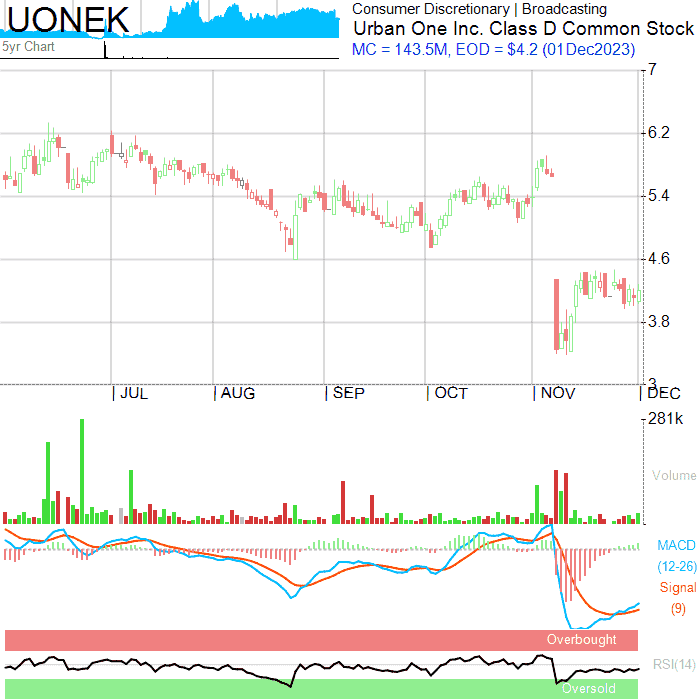 UONEK
5yr Chart
Consumer Discretionary | Broadcasting
Urban One Inc. Class D Common Stock
MC = 143.5M, EOD = $4.2 (01Dec2023)
7
6.2
5.4
4.6
3.8
3
JUL AUG SEP OCT NOV DEC
281k
Volume
MACD
(12-26)
Signal
(9)
Overbought
RSI(14)
Oversold